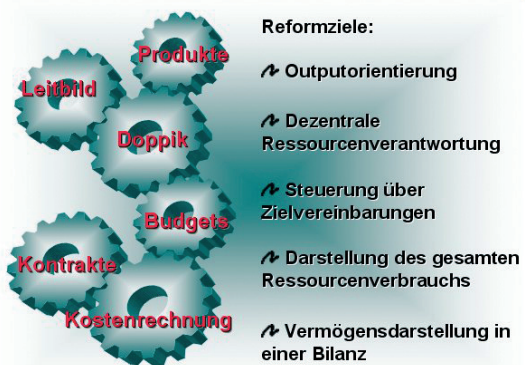 Produkte
Leitbild
Doppik
Budgets
Kontrakte
Kostenrechnung
Reformziele:
Outputorientierung
Dezentrale
Ressourcenverantwortung
Steuerung über
Zielvereinbarungen
Darstellung des gesamten
Ressourcenverbrauchs
Vermögensdarstellung in
einer Bilanz